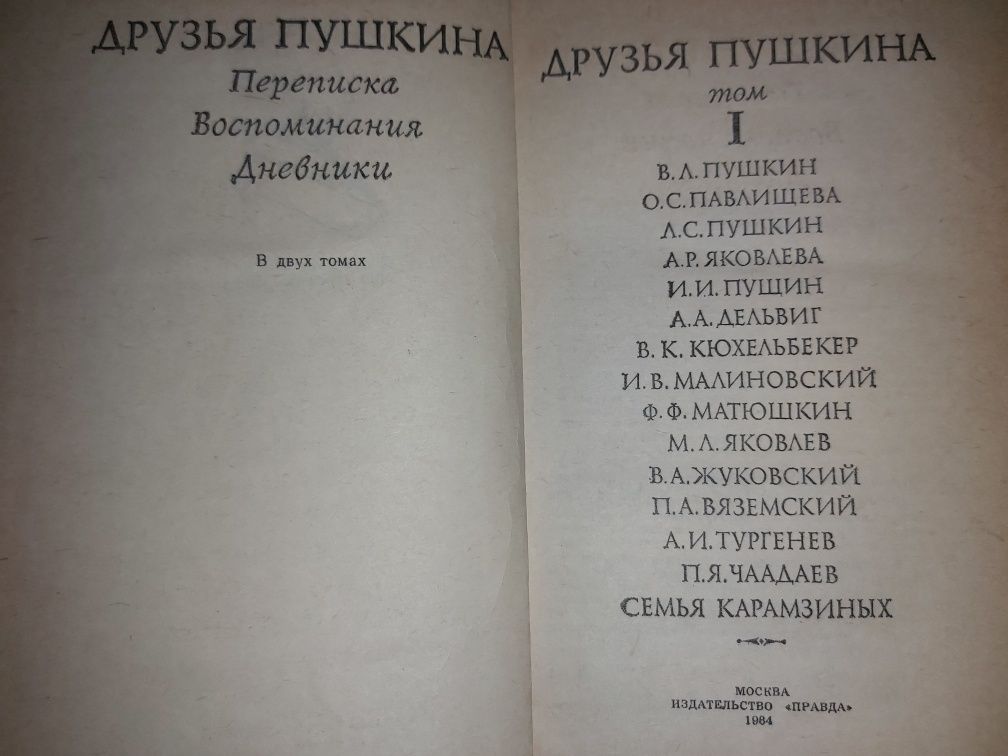 ДРУЗЬЯ ПУШКИНА
Переписка
Воспоминания
Дневники
В двух томах
ДРУЗЬЯ ПУШКИНА
том
I
В.Л.ПУШКИН
О.С.ПАВЛИЩЕВА
Л.С.ПУШКИН
А.Р.ЯКОВЛЕВА
И.И.ПУЩИН
А.А.ДЕЛЬВИГ
В.К.КЮХЕЛЬБЕКЕР
И.В.МАЛИНОВСКИЙ
Ф.Ф.МАТЮШКИН
М.Л.ЯКОВЛЕВ
В.А.ЖУКОВСКИЙ
П.А.ВЯЗЕМСКИЙ
А.И.ТУРГЕНЕВ
П.Я.ЧААДАЕВ
СЕМЬЯ КАРАМЗИНЫХ
МОСКВА
ИЗДАТЕЛЬСТВО «ПРАВДА»
1984